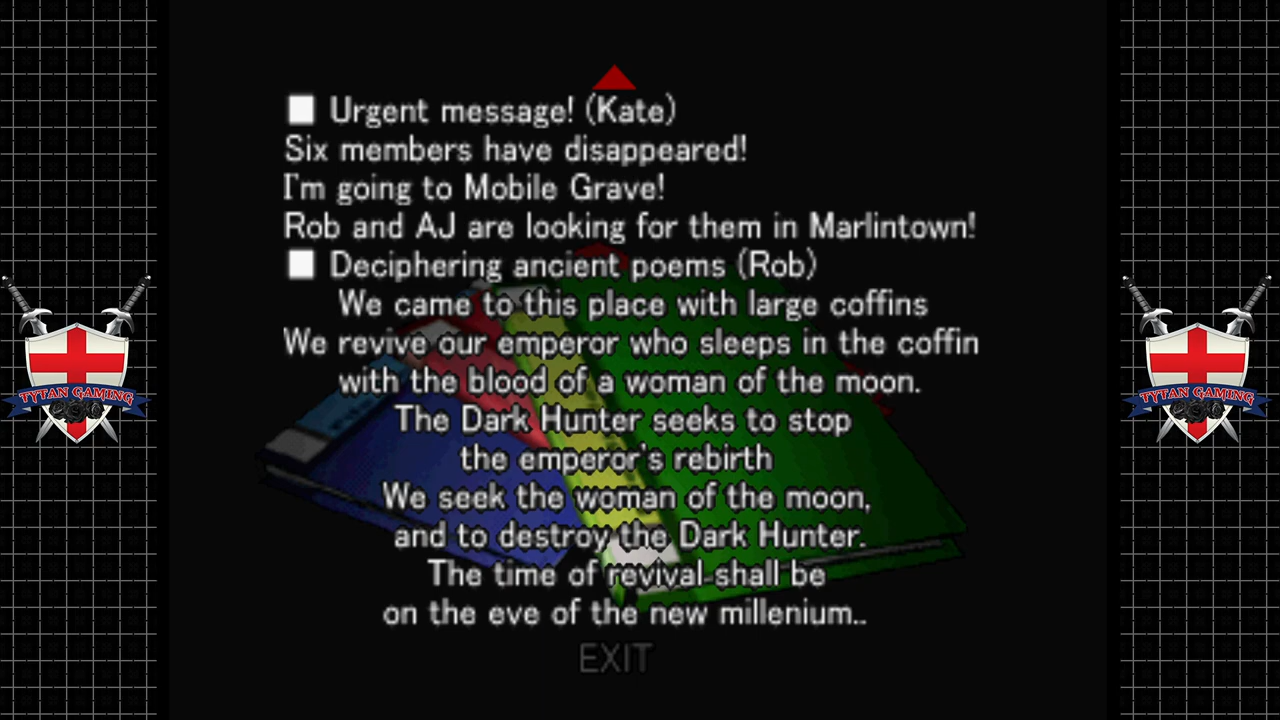 ■ Urgent message! (Kate)
Six members have disappeared!
I'm going to Mobile Grave!
Rob and AJ are looking for them in Marlintown!
■ Deciphering ancient poems (Rob)
We came to this place with large coffins
We revive our emperor who sleeps in the coffin
with the blood of a woman of the moon.
The Dark Hunter seeks to stop
the emperor's rebirth
We seek the woman of the moon,
and to destroy the Dark Hunter.
The time of revival shall be
on the eve of the new millenium..
EXIT
TYTAN GAMING
TYTAN GAMING